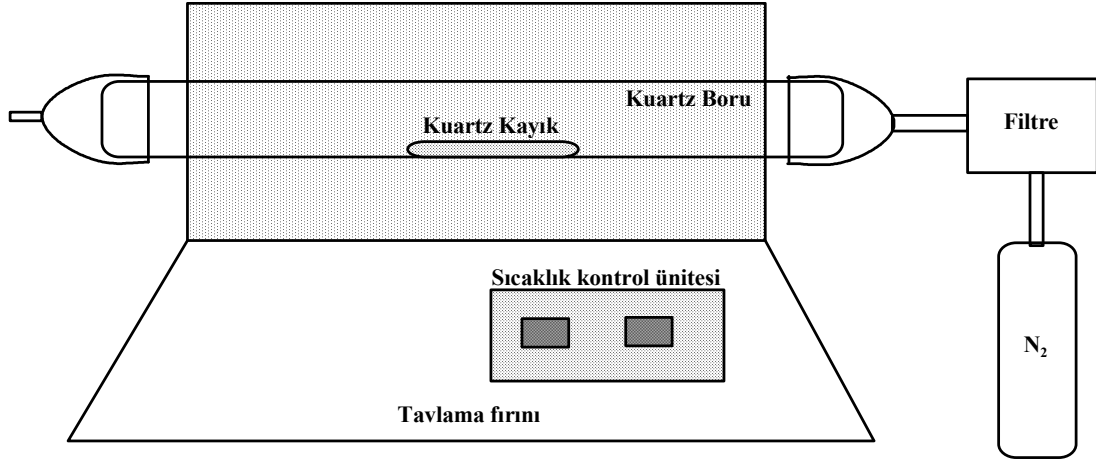 Kuartz Boru
Kuartz Kayık
Filtre
Sıcaklık kontrol ünitesi
N₂
Tavlama fırını